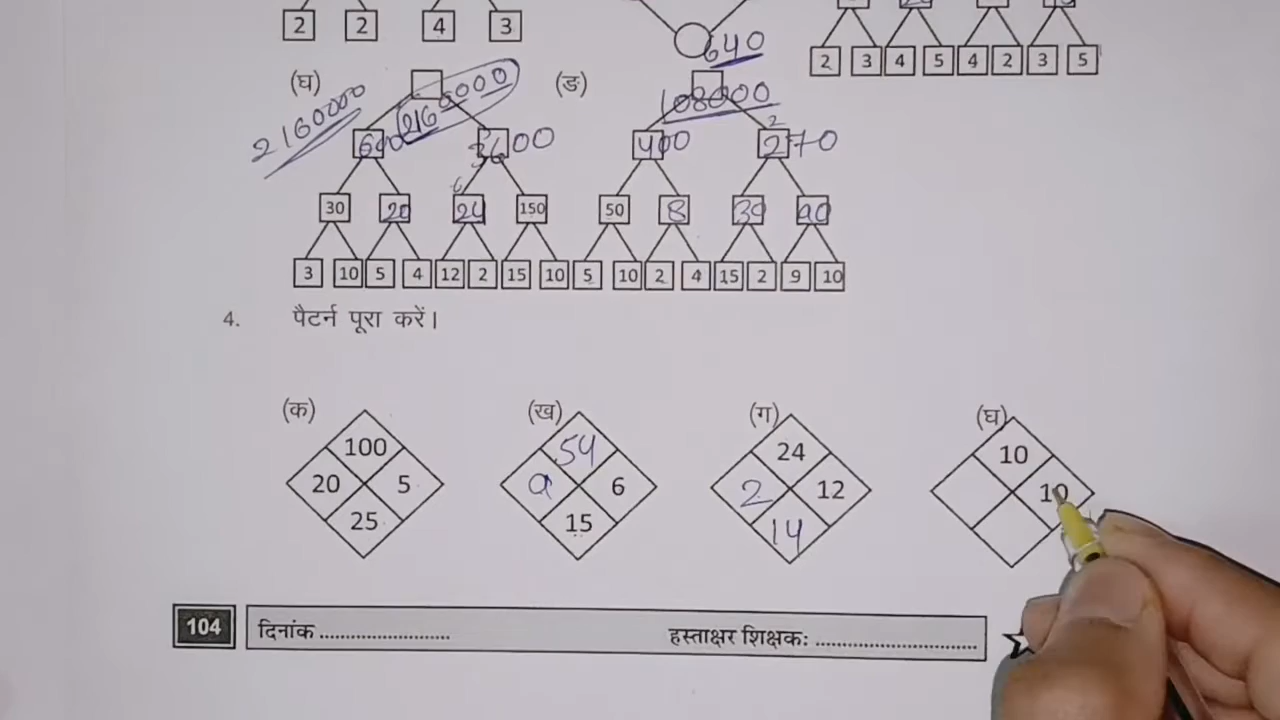 2 2 4 3
640
2 3 4 5 4 2 3 5
(घ) (ङ)
2160000 216 0000 108000
600 3600 400 270
30 20 24 150 50 8 30 90
3 10 5 4 12 2 15 10 5 10 2 4 15 2 9 10
4. पैटर्न पूरा करें।
(क) (ख) (ग) (घ)
100 54 24 10
20 5 9 6 2 12 10
25 15 14
104 दिनांक ........................ हस्ताक्षर शिक्षक: ..............................